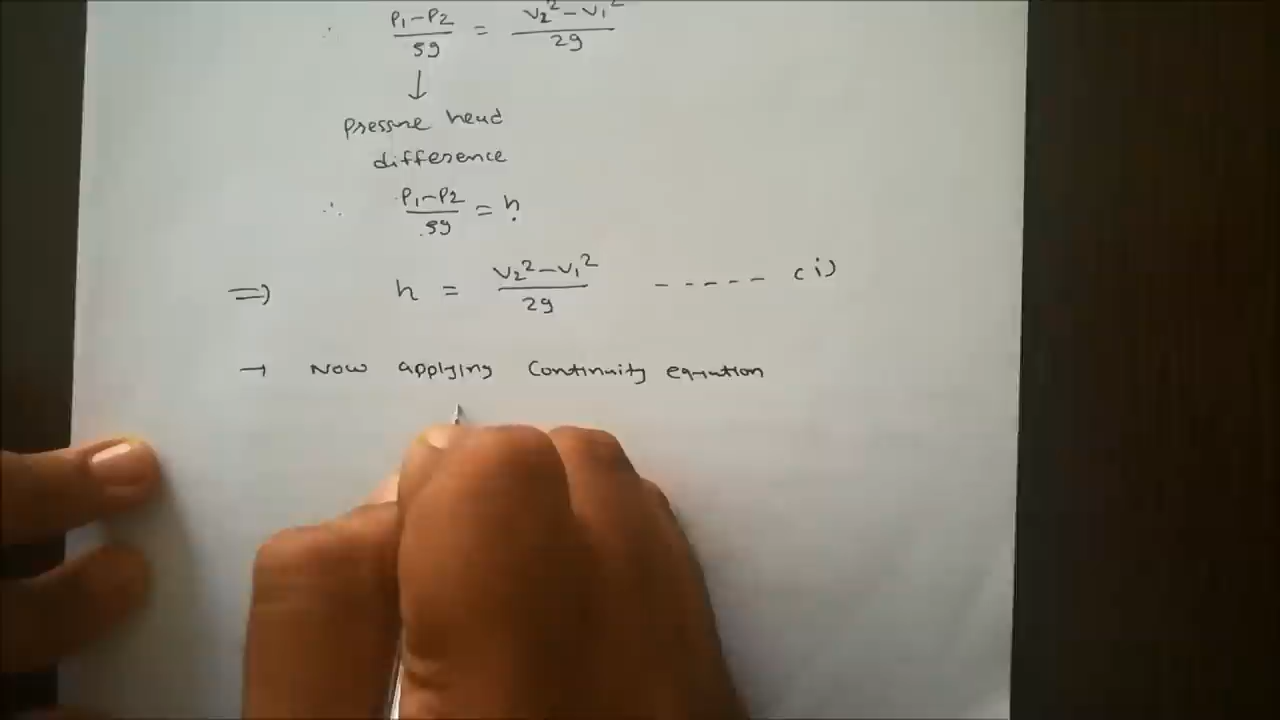 ∴ P₁-P₂/ρg = V₂²-V₁²/2g
↓
Pressure head
difference
∴ P₁-P₂/ρg = h.
⇒ h = V₂²-V₁²/2g ----- (i)
→ Now applying Continuity equation